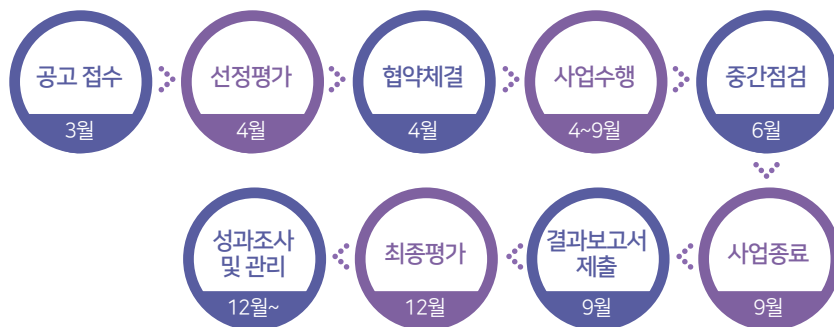 공고 접수
3월
선정평가
4월
협약체결
4월
사업수행
4~9월
중간점검
6월
사업종료
9월
결과보고서
제출
9월
최종평가
12월
성과조사
및 관리
12월~